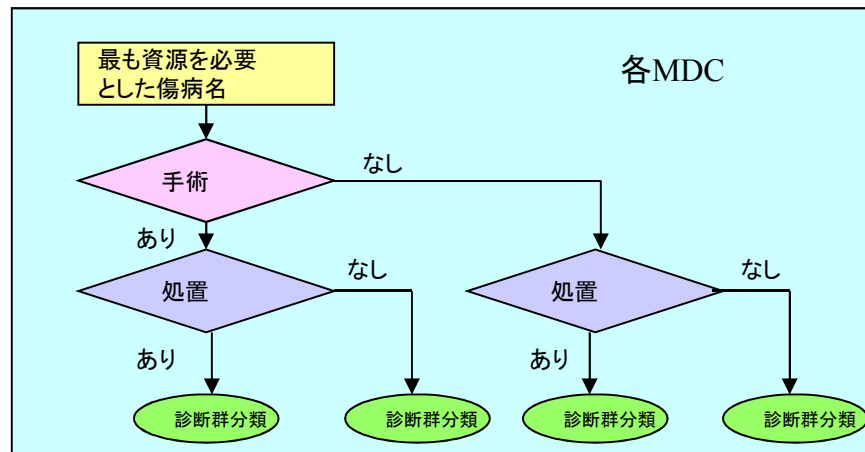 最も資源を必要
とした傷病名
各MDC
手術
なし
あり
処置
なし
処置
なし
あり
あり
診断群分類
診断群分類
診断群分類
診断群分類